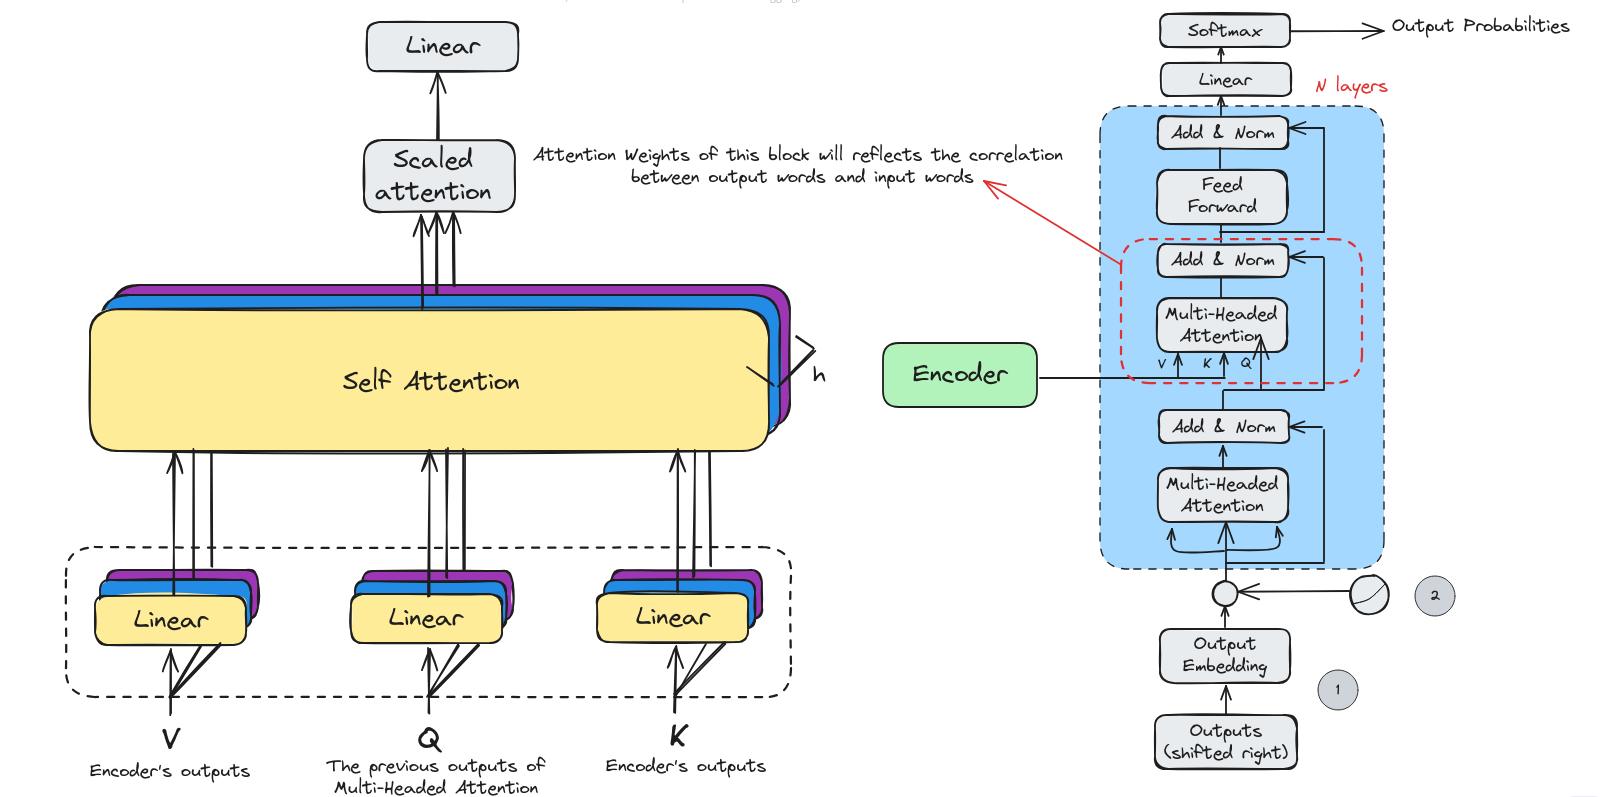 Linear
Scaled
attention
Self Attention
h
Linear
Linear
Linear
V
Q
K
Encoder's outputs
The previous outputs of
Multi-Headed Attention
Encoder's outputs
Attention Weights of this block will reflects the correlation
between output words and input words
Encoder
Softmax
Output Probabilities
Linear
N layers
Add & Norm
Feed
Forward
Add & Norm
Multi-Headed
Attention
V
K
Q
Add & Norm
Multi-Headed
Attention
2
Output
Embedding
1
Outputs
(shifted right)